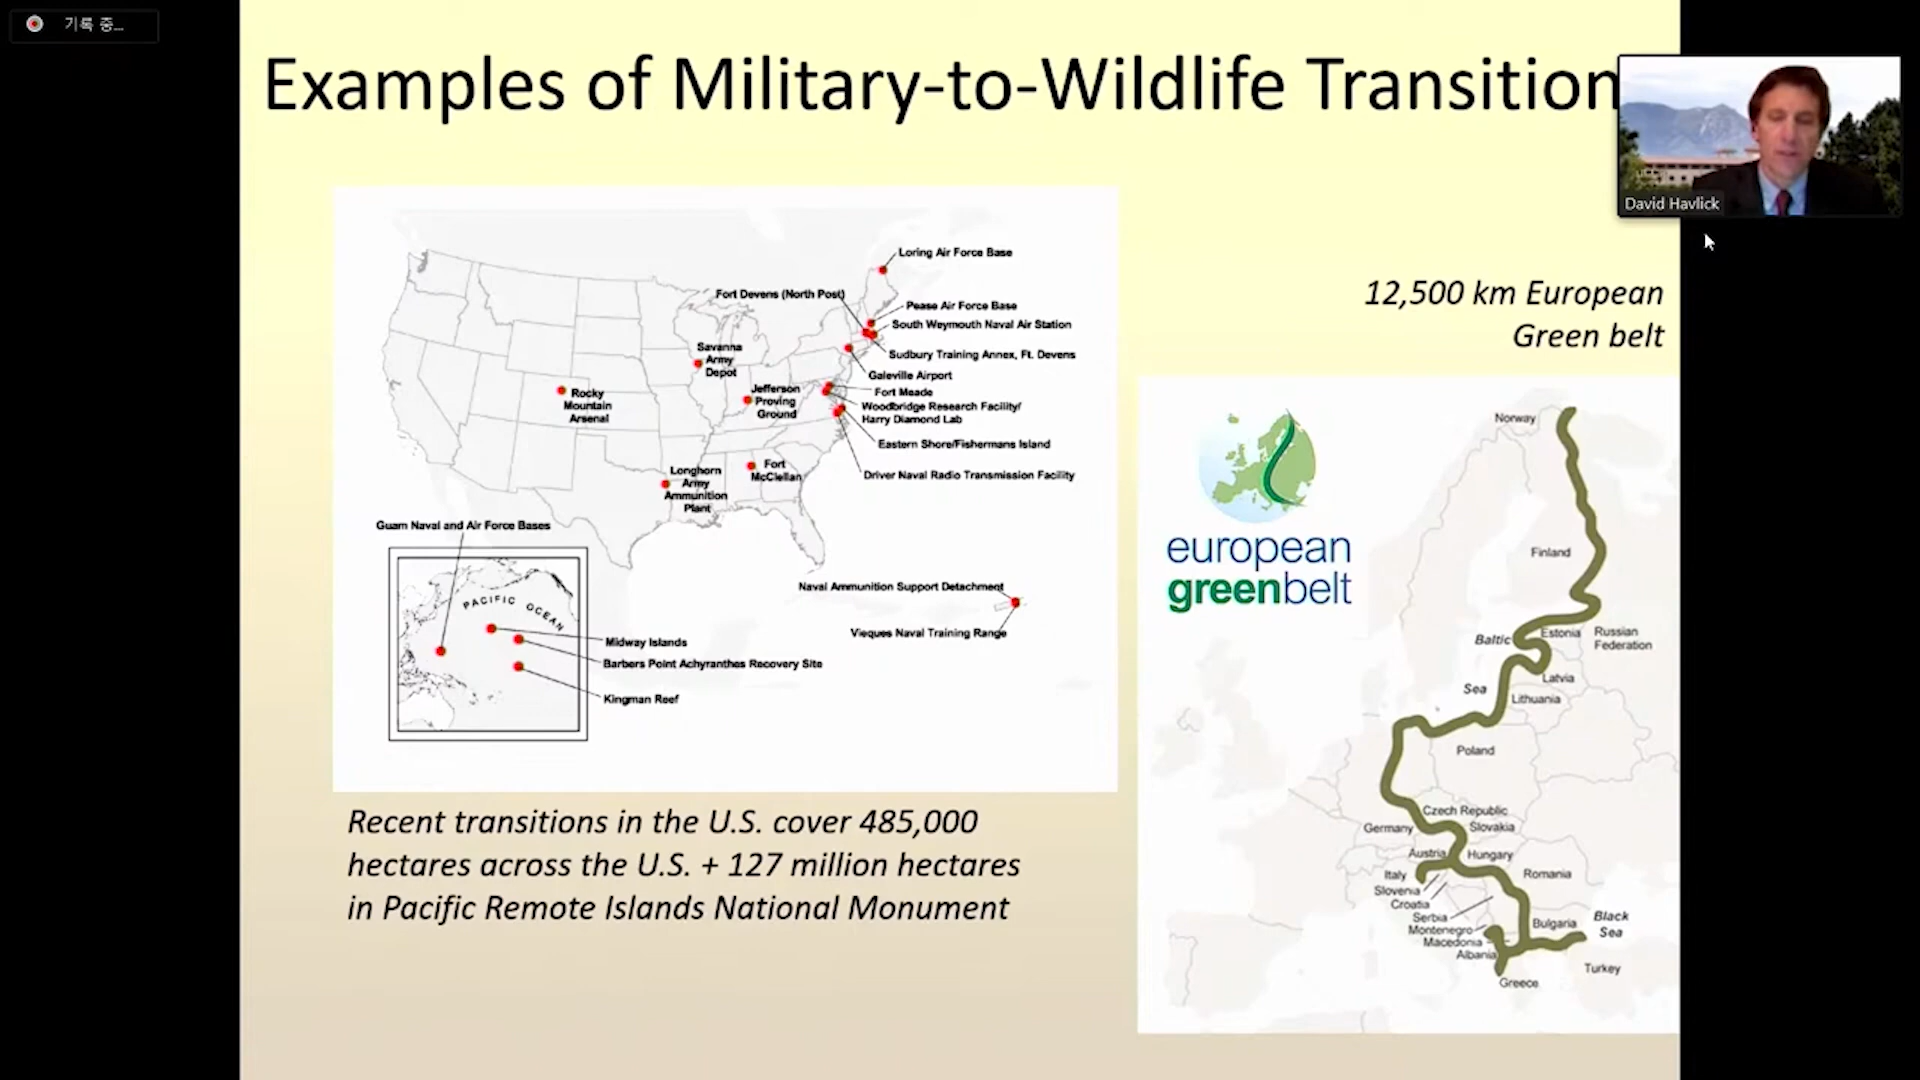 기록 중...
Examples of Military-to-Wildlife Transition
David Havlick
12,500 km European
Green belt
Loring Air Force Base
Fort Devens (North Post)
Pease Air Force Base
South Weymouth Naval Air Station
Sudbury Training Annex, Ft. Devens
Galeville Airport
Fort Meade
Woodbridge Research Facility/
Harry Diamond Lab
Eastern Shore/Fishermans Island
Driver Naval Radio Transmission Facility
Savanna
Army
Depot
Jefferson
Proving
Ground
Rocky
Mountain
Arsenal
Fort
McClellan
Longhorn
Army
Ammunition
Plant
Guam Naval and Air Force Bases
PACIFIC OCEAN
Midway Islands
Barbers Point Achyranthes Recovery Site
Kingman Reef
Naval Ammunition Support Detachment
Vieques Naval Training Range
Recent transitions in the U.S. cover 485,000
hectares across the U.S. + 127 million hectares
in Pacific Remote Islands National Monument
european
greenbelt
Norway
Finland
Baltic
Sea
Estonia
Russian
Federation
Latvia
Lithuania
Poland
Czech Republic
Germany
Slovakia
Austria
Hungary
Italy
Romania
Slovenia
Croatia
Serbia
Montenegro
Bulgaria
Black
Sea
Macedonia
Albania
Turkey
Greece